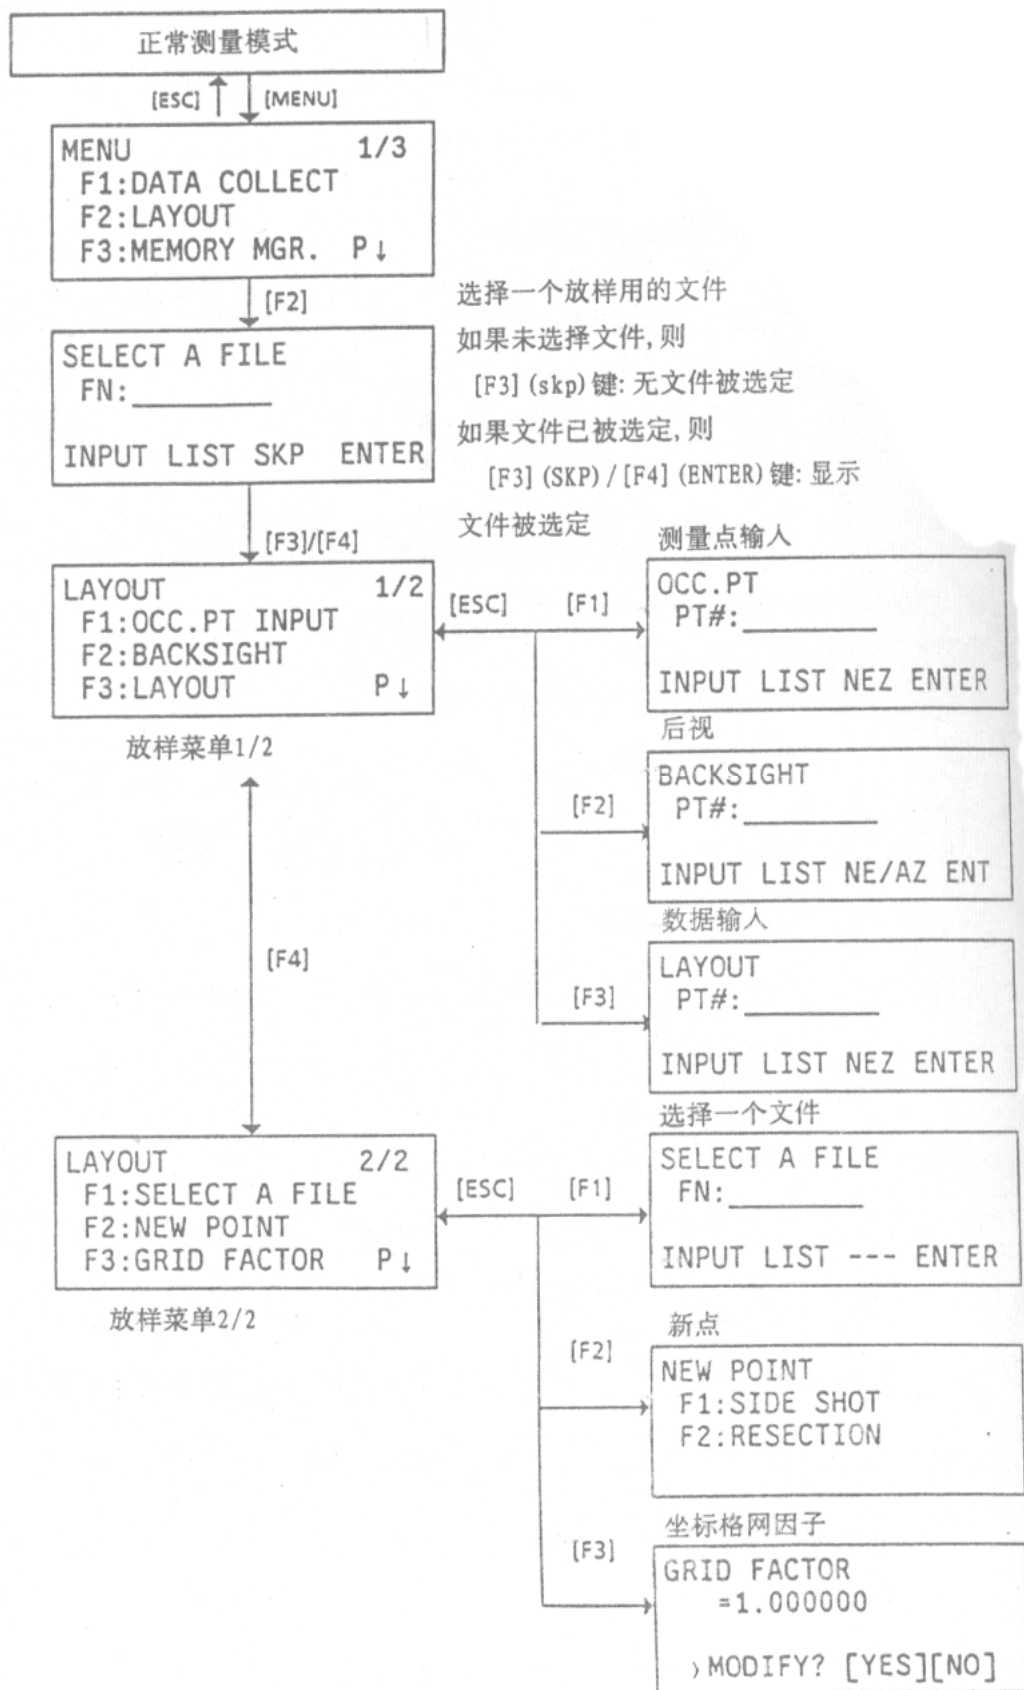 正常测量模式
[ESC] [MENU]
MENU 1/3
F1:DATA COLLECT
F2:LAYOUT
F3:MEMORY MGR. P↓
[F2]
选择一个放样用的文件
如果未选择文件,则
[F3] (skp) 键: 无文件被选定
如果文件已被选定,则
[F3] (SKP) / [F4] (ENTER) 键: 显示
文件被选定
SELECT A FILE
FN:
INPUT LIST SKP ENTER
[F3]/[F4]
LAYOUT 1/2
F1:OCC.PT INPUT
F2:BACKSIGHT
F3:LAYOUT P↓
放样菜单1/2
[ESC] [F1]
测量点输入
OCC.PT
PT#:
INPUT LIST NEZ ENTER
[F2]
后视
BACKSIGHT
PT#:
INPUT LIST NE/AZ ENT
[F3]
数据输入
LAYOUT
PT#:
INPUT LIST NEZ ENTER
[F4]
LAYOUT 2/2
F1:SELECT A FILE
F2:NEW POINT
F3:GRID FACTOR P↓
放样菜单2/2
[ESC] [F1]
选择一个文件
SELECT A FILE
FN:
INPUT LIST --- ENTER
[F2]
新点
NEW POINT
F1:SIDE SHOT
F2:RESECTION
[F3]
坐标格网因子
GRID FACTOR
=1.000000
>MODIFY? [YES][NO]